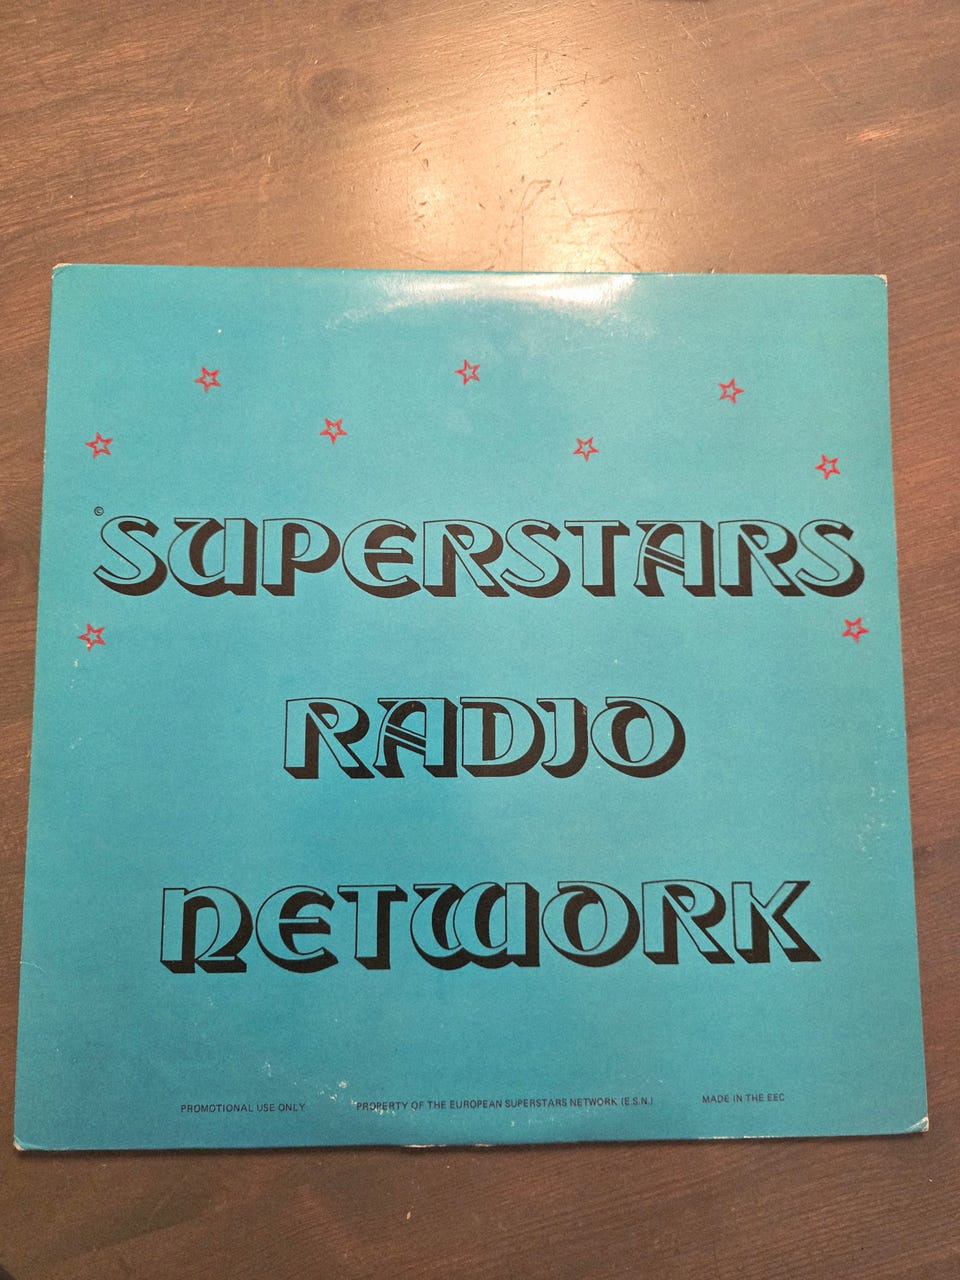 © SUPERSTARS
RADIO
NETWORK
PROMOTIONAL USE ONLY PROPERTY OF THE EUROPEAN SUPERSTARS NETWORK (E.S.N.) MADE IN THE EEC